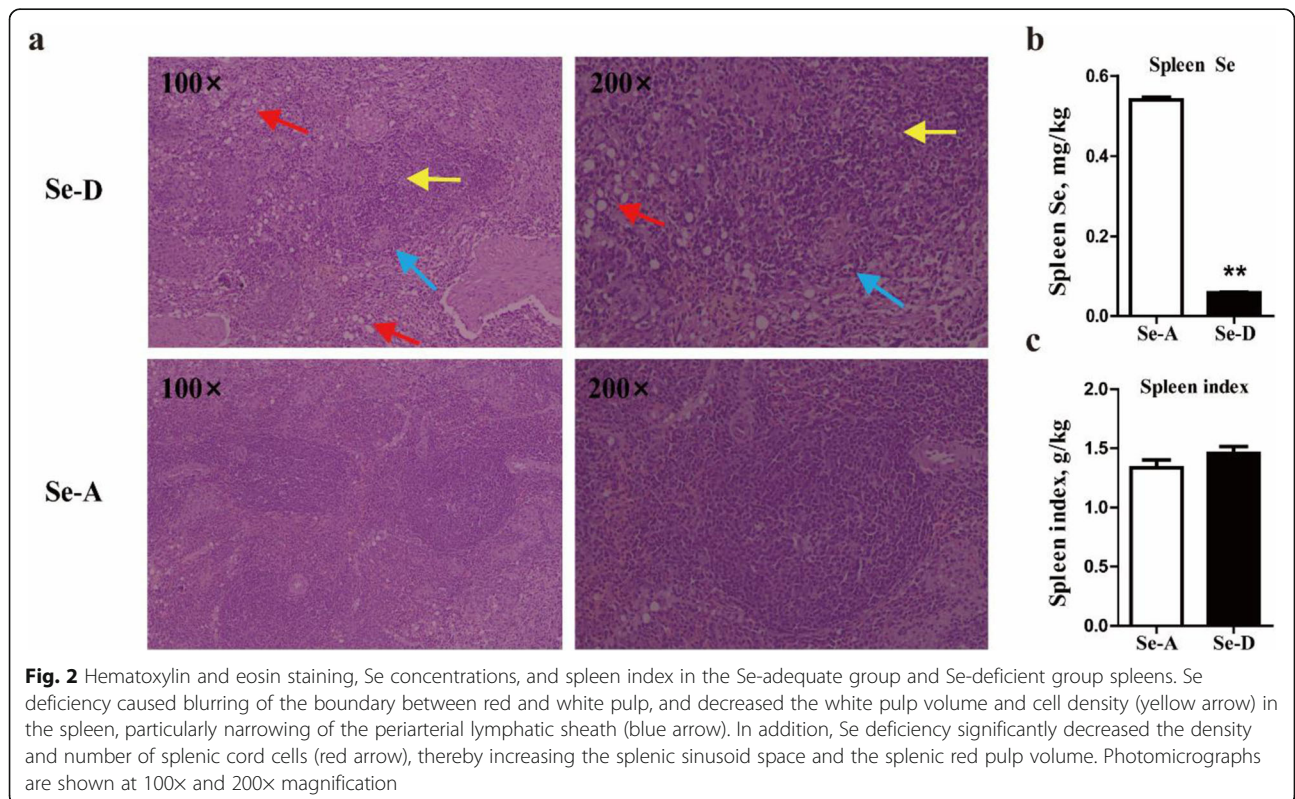 a
b
100×
200×
Se-D
Spleen Se
Spleen Se, mg/kg
0.6
0.4
0.2
0.0
**
Se-A Se-D
c
100×
200×
Se-A
Spleen index
Spleen index, g/kg
2.0
1.5
1.0
0.5
0.0
Se-A Se-D
Fig. 2 Hematoxylin and eosin staining, Se concentrations, and spleen index in the Se-adequate group and Se-deficient group spleens. Se
deficiency caused blurring of the boundary between red and white pulp, and decreased the white pulp volume and cell density (yellow arrow) in
the spleen, particularly narrowing of the periarterial lymphatic sheath (blue arrow). In addition, Se deficiency significantly decreased the density
and number of splenic cord cells (red arrow), thereby increasing the splenic sinusoid space and the splenic red pulp volume. Photomicrographs
are shown at 100× and 200× magnification